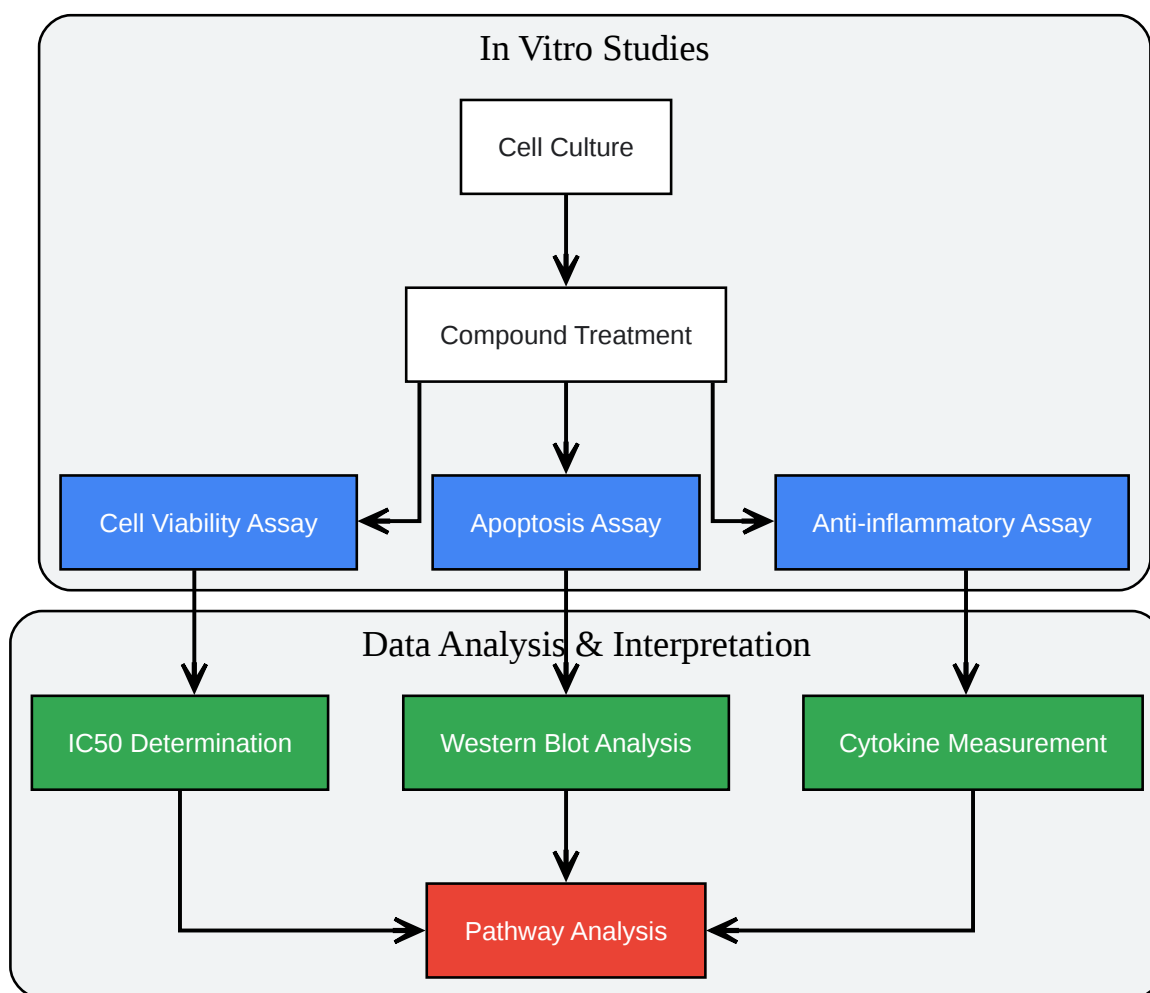 In Vitro Studies
Cell Culture
Compound Treatment
Cell Viability Assay
Apoptosis Assay
Anti-inflammatory Assay
Data Analysis & Interpretation
IC50 Determination
Western Blot Analysis
Cytokine Measurement
Pathway Analysis